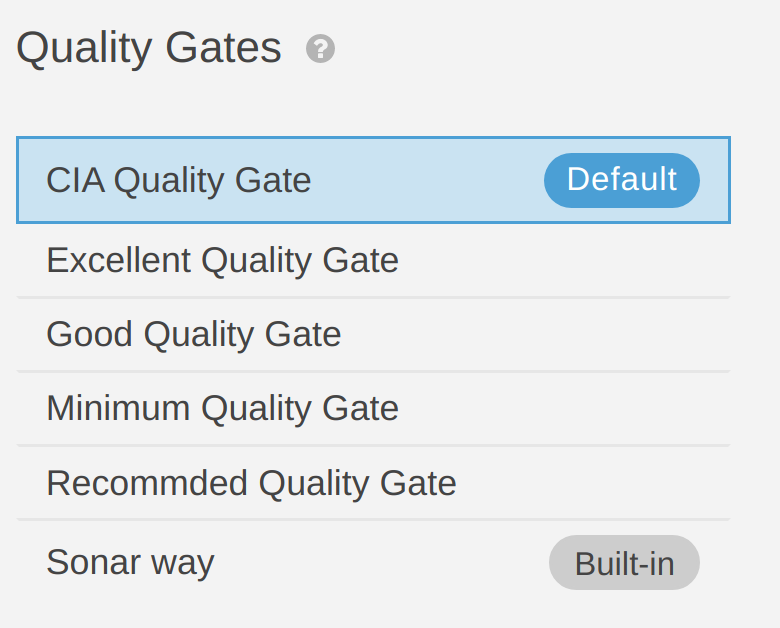 Quality Gates ?
CIA Quality Gate Default
Excellent Quality Gate
Good Quality Gate
Minimum Quality Gate
Recommded Quality Gate
Sonar way Built-in